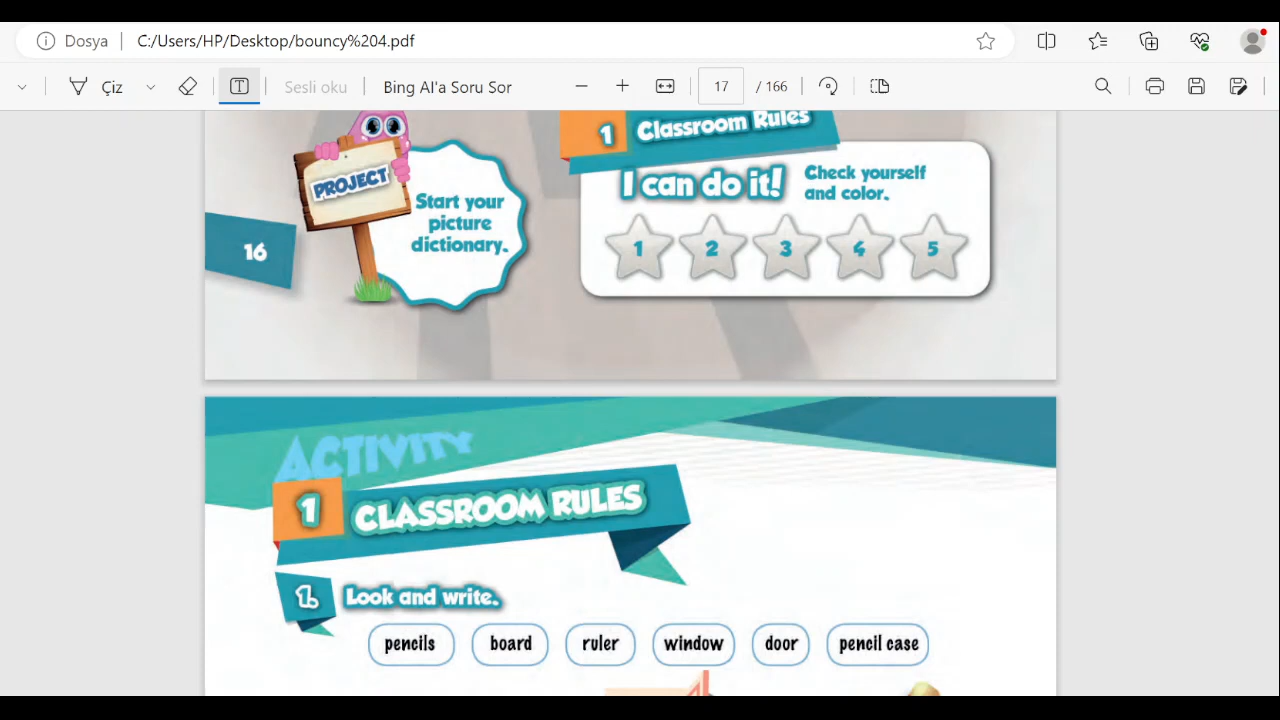 Dosya C:/Users/HP/Desktop/bouncy%204.pdf
Çiz Sesli oku Bing AI'a Soru Sor 17 / 166
PROJECT
Start your
picture
dictionary.
16
1 Classroom Rules
I can do it! Check yourself
and color.
1 2 3 4 5
ACTIVITY
1 CLASSROOM RULES
1. Look and write.
pencils board ruler window door pencil case